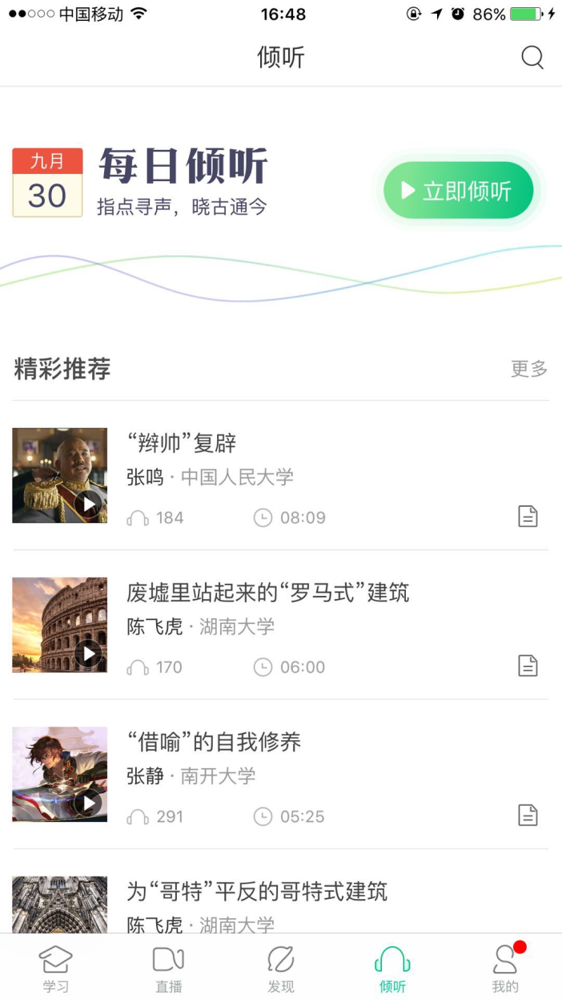 中国移动 16:48 86%
倾听
九月
30
每日倾听
指点寻声，晓古通今
立即倾听
精彩推荐 更多
“辫帅”复辟
张鸣 · 中国人民大学
184 08:09
废墟里站起来的“罗马式”建筑
陈飞虎 · 湖南大学
170 06:00
“借喻”的自我修养
张静 · 南开大学
291 05:25
为“哥特”平反的哥特式建筑
陈飞虎 · 湖南大学
学习 直播 发现 倾听 我的